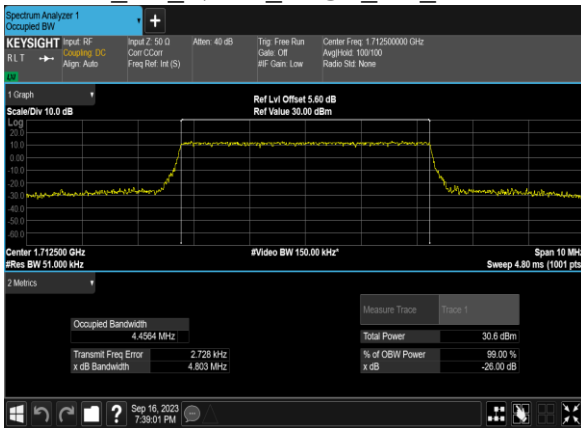 Spectrum Analyzer 1
Occupied BW
KEYSIGHT Input: RF Input Z: 50 Ω Atten: 40 dB Trig: Free Run Center Freq: 1.712500000 GHz
RLT Coupling: DC Corr CCorr Gate: Off Avg|Hold: 100/100
Align: Auto Freq Ref: Int (S) #IF Gain: Low Radio Std: None
LV
1 Graph
Ref Lvl Offset 5.60 dB
Scale/Div 10.0 dB Ref Value 30.00 dBm
Log
20.0
10.0
0.00
-10.0
-20.0
-30.0
-40.0
-50.0
-60.0
Center 1.712500 GHz #Video BW 150.00 kHz* Span 10 MHz
#Res BW 51.000 kHz Sweep 4.80 ms (1001 pts
2 Metrics
Measure Trace Trace 1
Occupied Bandwidth
4.4564 MHz Total Power 30.6 dBm
Transmit Freq Error 2.728 kHz % of OBW Power 99.00 %
x dB Bandwidth 4.803 MHz x dB -26.00 dB
?
Sep 16, 2023
7:39:01 PM